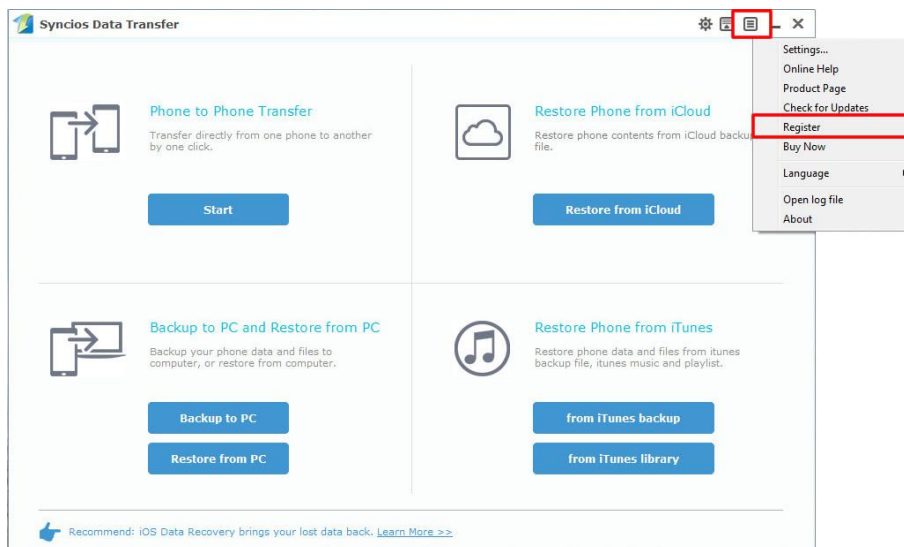 Syncios Data Transfer
Settings...
Online Help
Product Page
Check for Updates
Register
Buy Now
Language
Open log file
About
Phone to Phone Transfer
Transfer directly from one phone to another
by one click.
Start
Restore Phone from iCloud
Restore phone contents from iCloud backup
file.
Restore from iCloud
Backup to PC and Restore from PC
Backup your phone data and files to
computer, or restore from computer.
Backup to PC
Restore from PC
Restore Phone from iTunes
Restore phone data and files from itunes
backup file, itunes music and playlist.
from iTunes backup
from iTunes library
Recommend: iOS Data Recovery brings your lost data back. Learn More >>